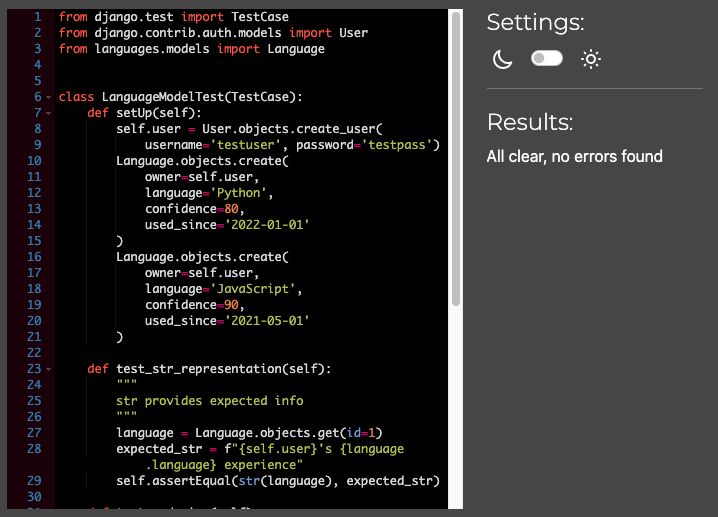 1 from django.test import TestCase
2 from django.contrib.auth.models import User
3 from languages.models import Language
4
5
6 class LanguageModelTest(TestCase):
7     def setUp(self):
8         self.user = User.objects.create_user(
9             username='testuser', password='testpass')
10         Language.objects.create(
11             owner=self.user,
12             language='Python',
13             confidence=80,
14             used_since='2022-01-01'
15         )
16         Language.objects.create(
17             owner=self.user,
18             language='JavaScript',
19             confidence=90,
20             used_since='2021-05-01'
21         )
22
23     def test_str_representation(self):
24         """
25         str provides expected info
26         """
27         language = Language.objects.get(id=1)
28         expected_str = f"{self.user}'s {language
            .language} experience"
29         self.assertEqual(str(language), expected_str)
30
Settings:
Results:
All clear, no errors found